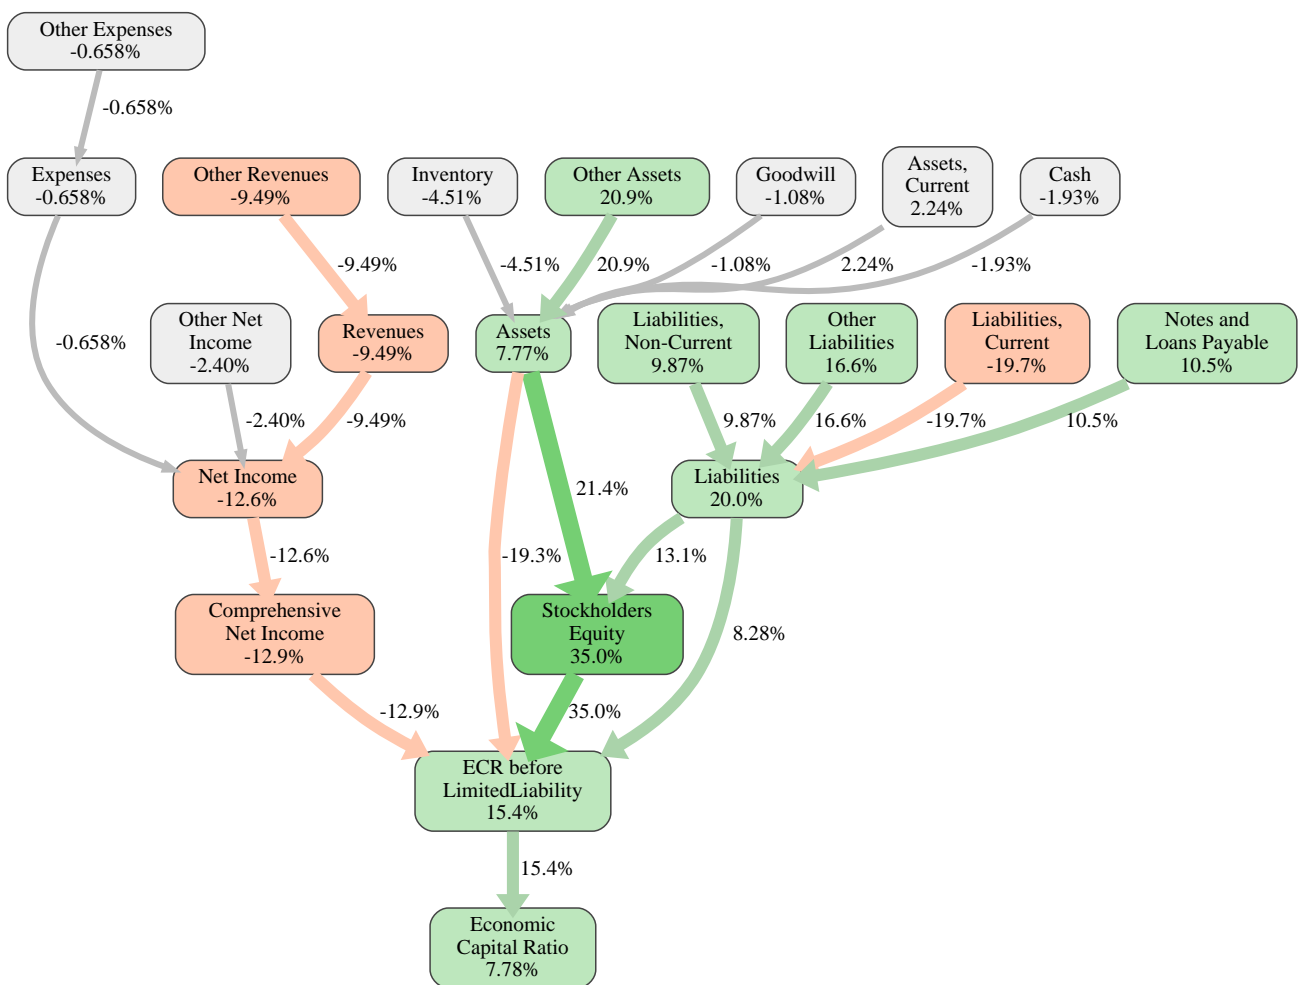 Other Expenses
-0.658%
-0.658%
Expenses
-0.658%
Other Revenues
-9.49%
Inventory
-4.51%
Other Assets
20.9%
Goodwill
-1.08%
Assets,
Current
2.24%
Cash
-1.93%
-9.49%
-4.51%
20.9%
-1.08%
2.24%
-1.93%
-0.658%
Other Net
Income
-2.40%
Revenues
-9.49%
Assets
7.77%
Liabilities,
Non-Current
9.87%
Other
Liabilities
16.6%
Liabilities,
Current
-19.7%
Notes and
Loans Payable
10.5%
-2.40%
-9.49%
9.87%
16.6%
-19.7%
10.5%
Net Income
-12.6%
21.4%
Liabilities
20.0%
-12.6%
-19.3%
13.1%
Comprehensive
Net Income
-12.9%
Stockholders
Equity
35.0%
8.28%
-12.9%
35.0%
ECR before
LimitedLiability
15.4%
15.4%
Economic
Capital Ratio
7.78%